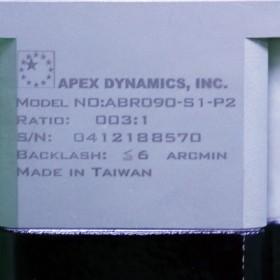 APEX DYNAMICS, INC.
MODEL NO:ABR090-S1-P2
RATIO: 003:1
S/N: 0412188570
BACKLASH: ≦6 ARCMIN
MADE IN TAIWAN